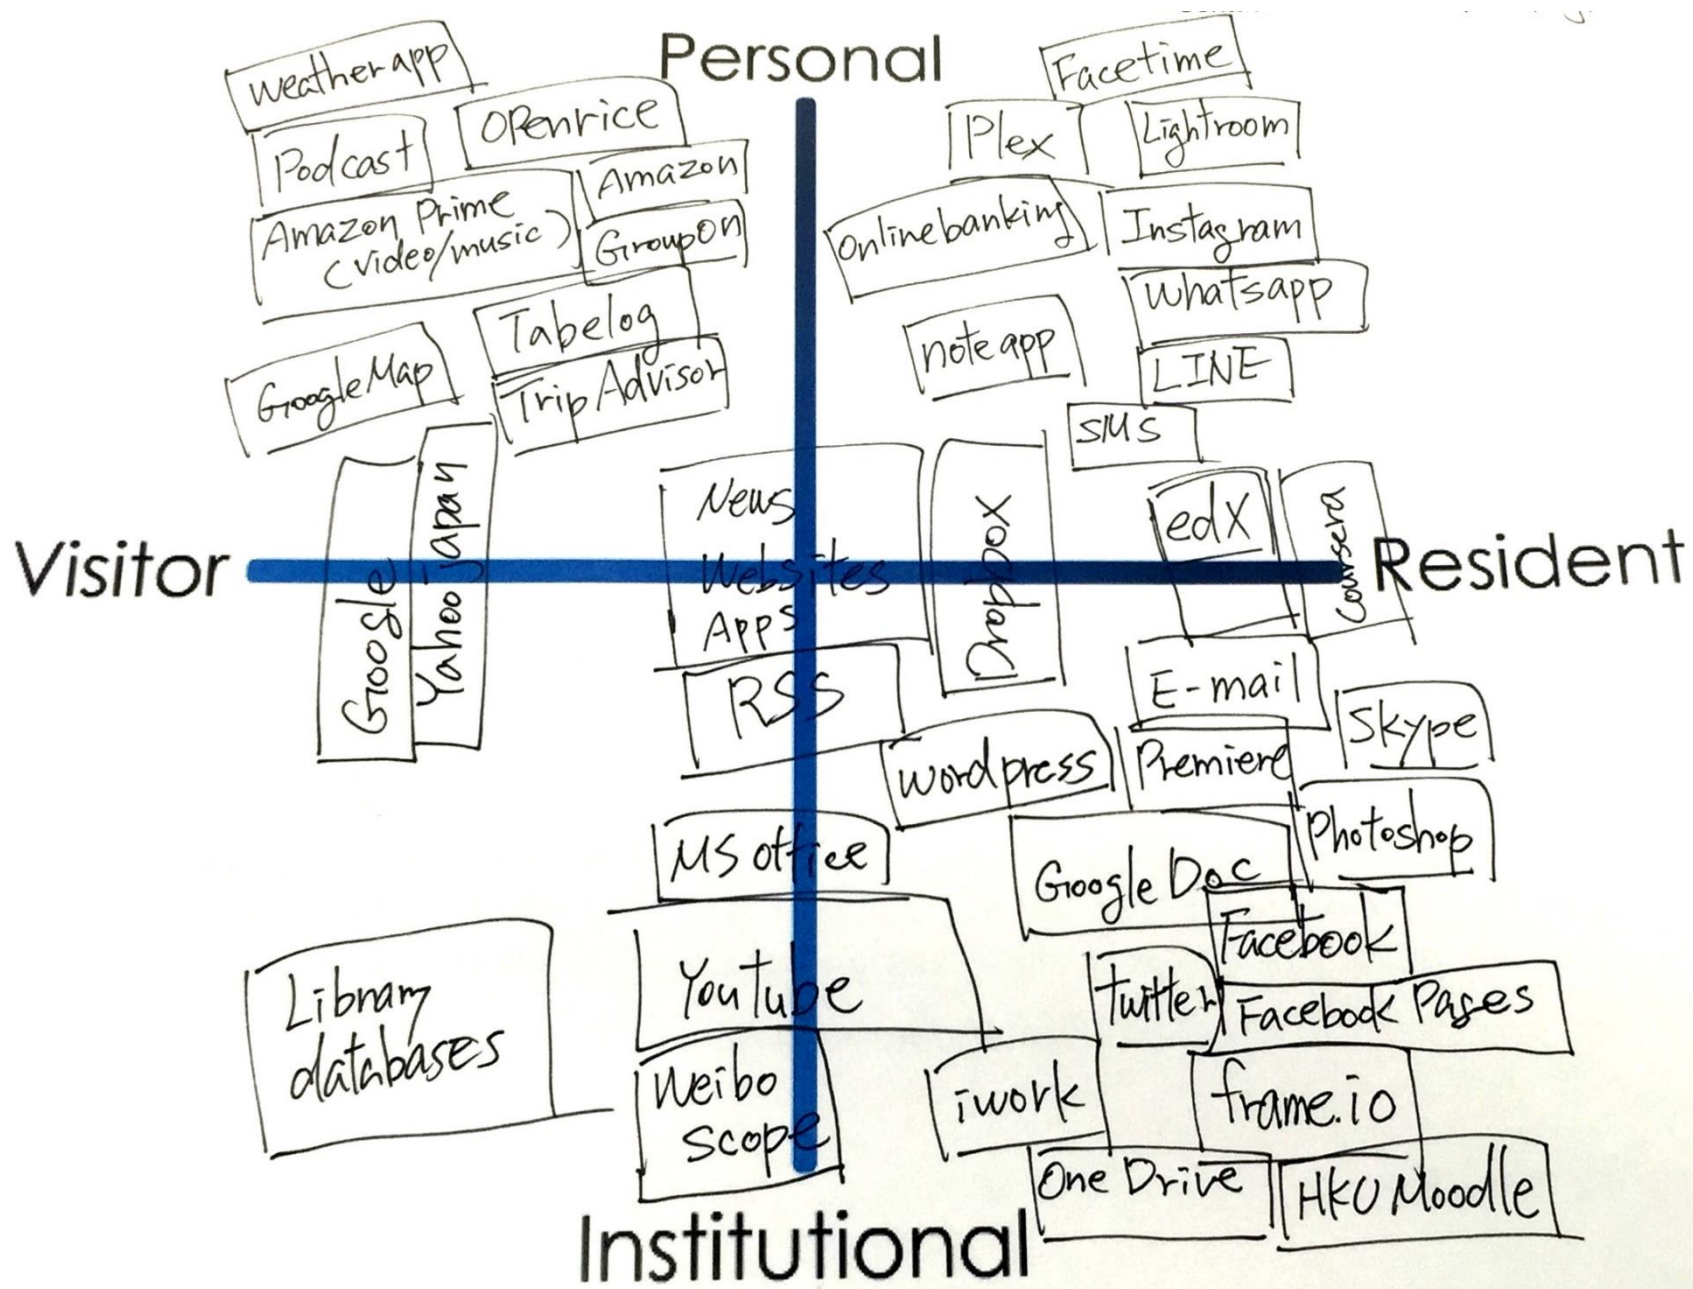 Personal
weather app
Openrice
Podcast
Amazon
Amazon Prime
(video/music)
Groupon
Tabelog
Google Map
Trip Advisor
Facetime
Plex
Lightroom
Onlinebanking
Instagram
whatsapp
note app
LINE
SMS
Visitor
Resident
Google
Yahoo Japan
News
Websites
Apps
Dropbox
edX
Coursera
RSS
E-mail
Skype
wordpress
Premiere
Photoshop
MS office
Google Doc
Facebook
Library
databases
YouTube
twitter
Facebook Pages
Weibo
scope
iwork
frame.io
One Drive
HKU Moodle
Institutional